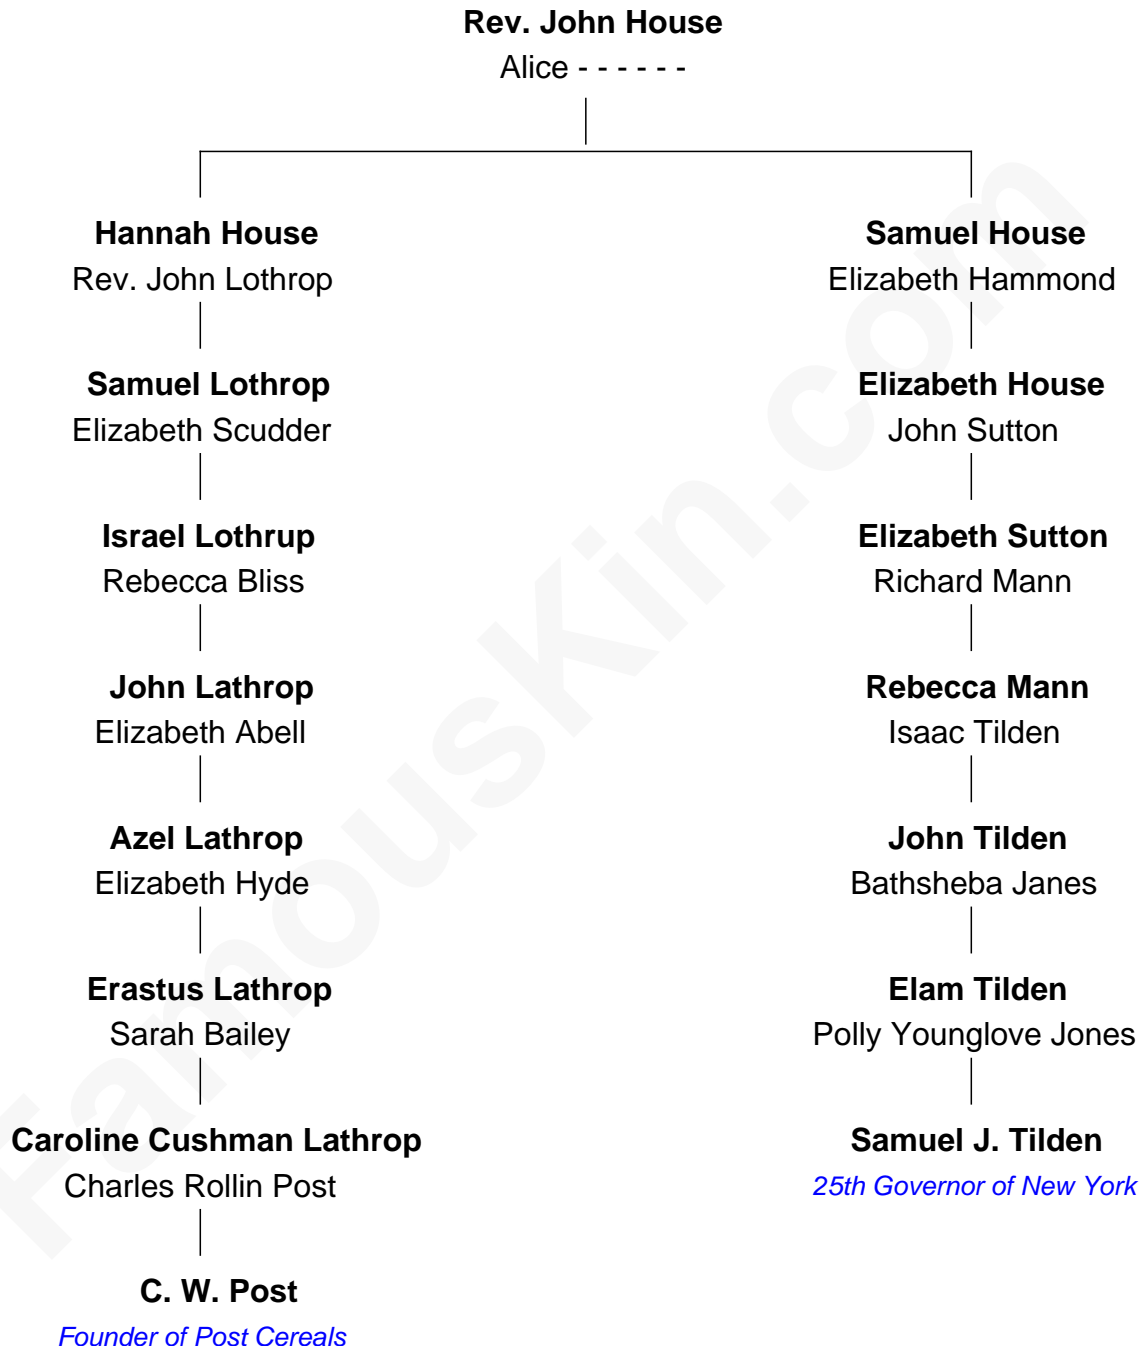 Rev. John House
Alice - - - - - -
Hannah House
Rev. John Lothrop
Samuel Lothrop
Elizabeth Scudder
Israel Lothrup
Rebecca Bliss
John Lathrop
Elizabeth Abell
Azel Lathrop
Elizabeth Hyde
Erastus Lathrop
Sarah Bailey
Caroline Cushman Lathrop
Charles Rollin Post
C. W. Post
Founder of Post Cereals
Samuel House
Elizabeth Hammond
Elizabeth House
John Sutton
Elizabeth Sutton
Richard Mann
Rebecca Mann
Isaac Tilden
John Tilden
Bathsheba Janes
Elam Tilden
Polly Younglove Jones
Samuel J. Tilden
25th Governor of New York
FamousKin.com